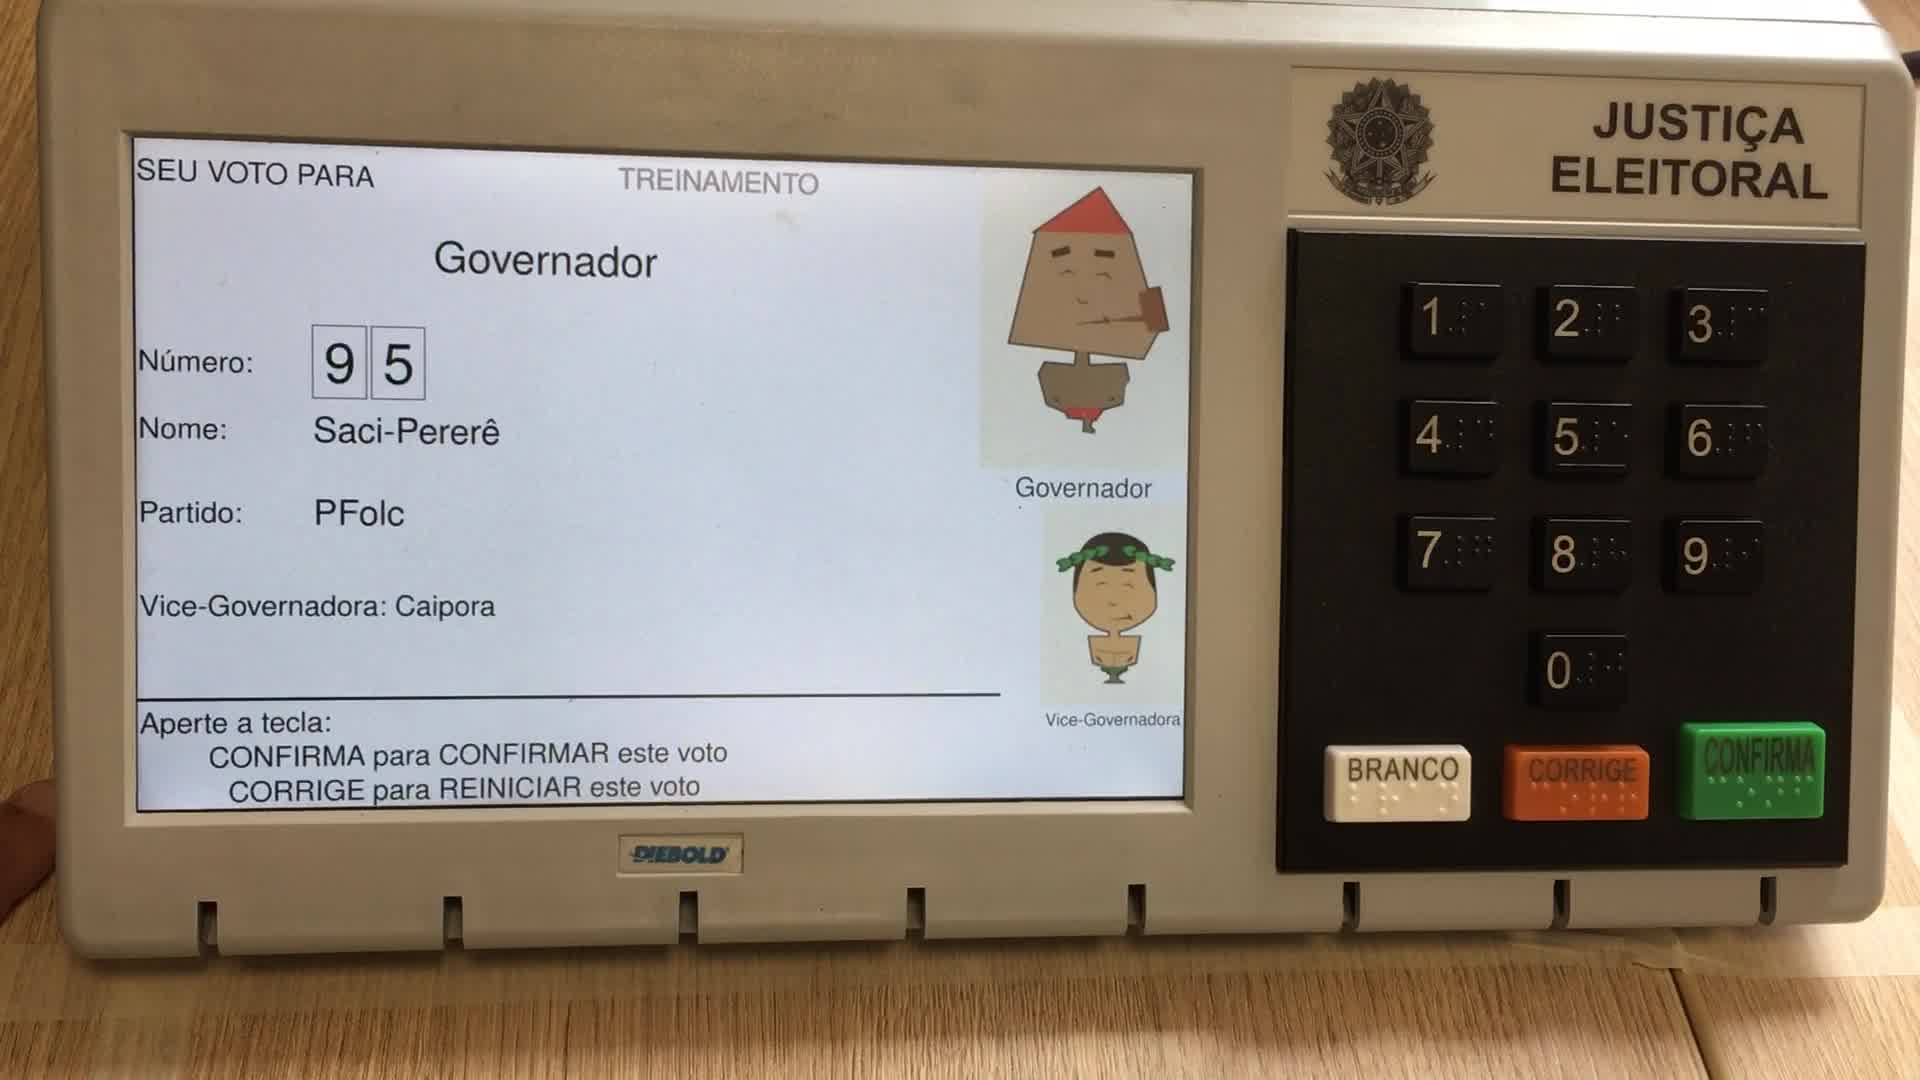 SEU VOTO PARA
TREINAMENTO
Governador
Número: 95
Nome: Saci-Pererê
Partido: PFolc
Vice-Governadora: Caipora
Governador
Vice-Governadora
Aperte a tecla:
CONFIRMA para CONFIRMAR este voto
CORRIGE para REINICIAR este voto
DIEBOLD
JUSTIÇA
ELEITORAL
1 2 3
4 5 6
7 8 9
0
BRANCO CORRIGE CONFIRMA